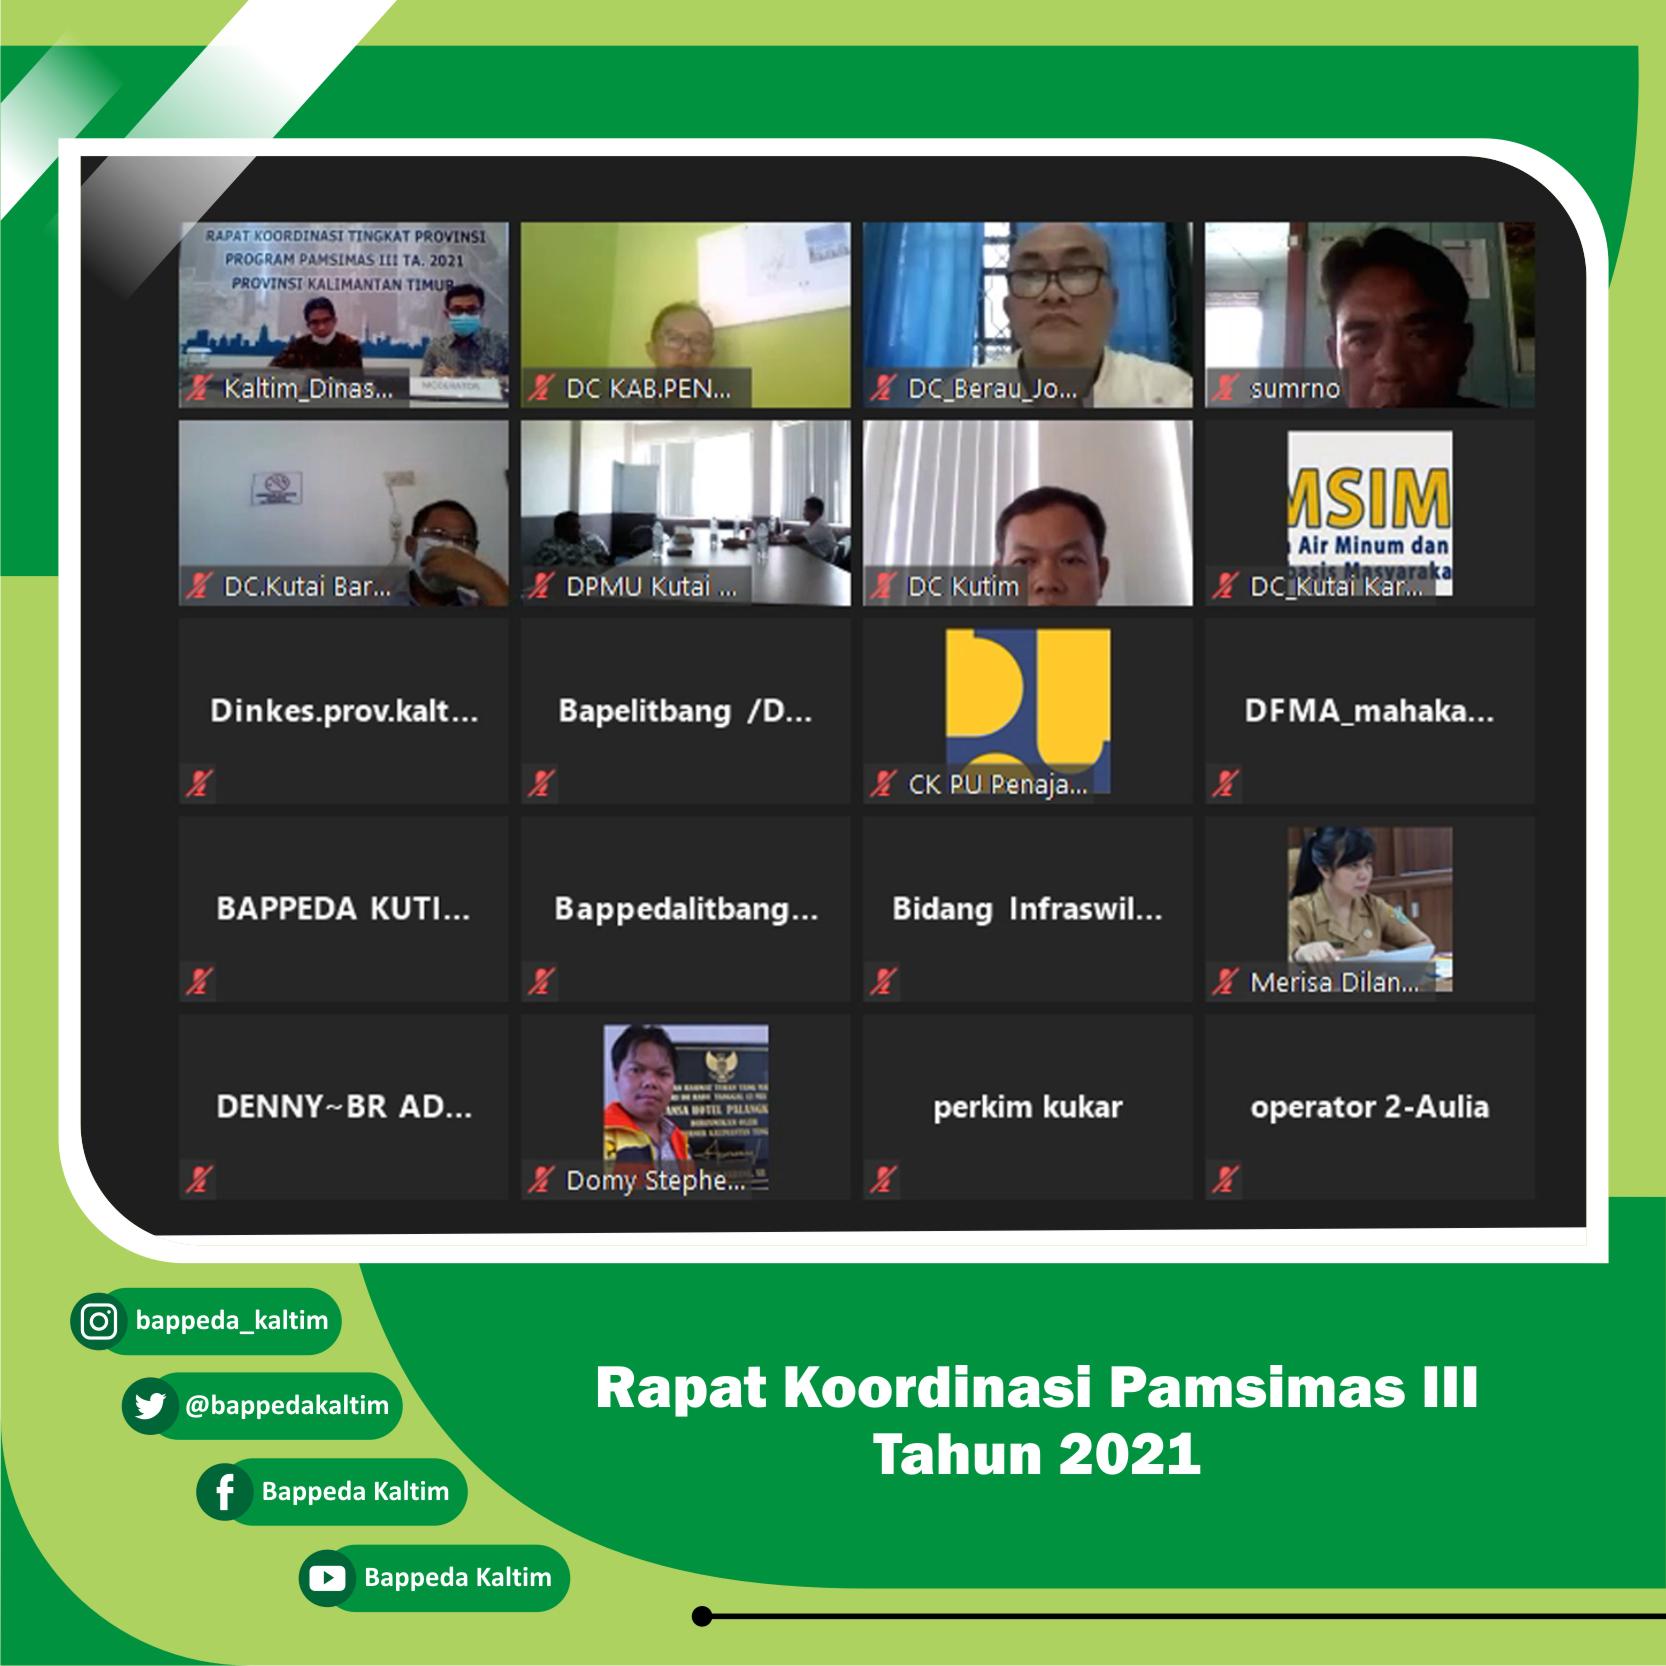 RAPAT KOORDINASI TINGKAT PROVINSI
PROGRAM PAMSIMAS III TA. 2021
PROVINSI KALIMANTAN TIMUR
MODERATOR
Kaltim_Dinas...
DC KAB.PEN...
DC_Berau_Jo...
sumrno
DC.Kutai Bar...
DPMU Kutai ...
DC Kutim
MSIM
Air Minum dan
basis Masyaraka
DC_Kutai Kar...
Dinkes.prov.kalt...
Bapelitbang /D...
CK PU Penaja...
DFMA_mahaka...
BAPPEDA KUTI...
Bappedalitbang...
Bidang Infraswil...
Merisa Dilan...
DENNY~BR AD...
Domy Stephe...
perkim kukar
operator 2-Aulia
bappeda_kaltim
@bappedakaltim
Bappeda Kaltim
Bappeda Kaltim
Rapat Koordinasi Pamsimas III
Tahun 2021